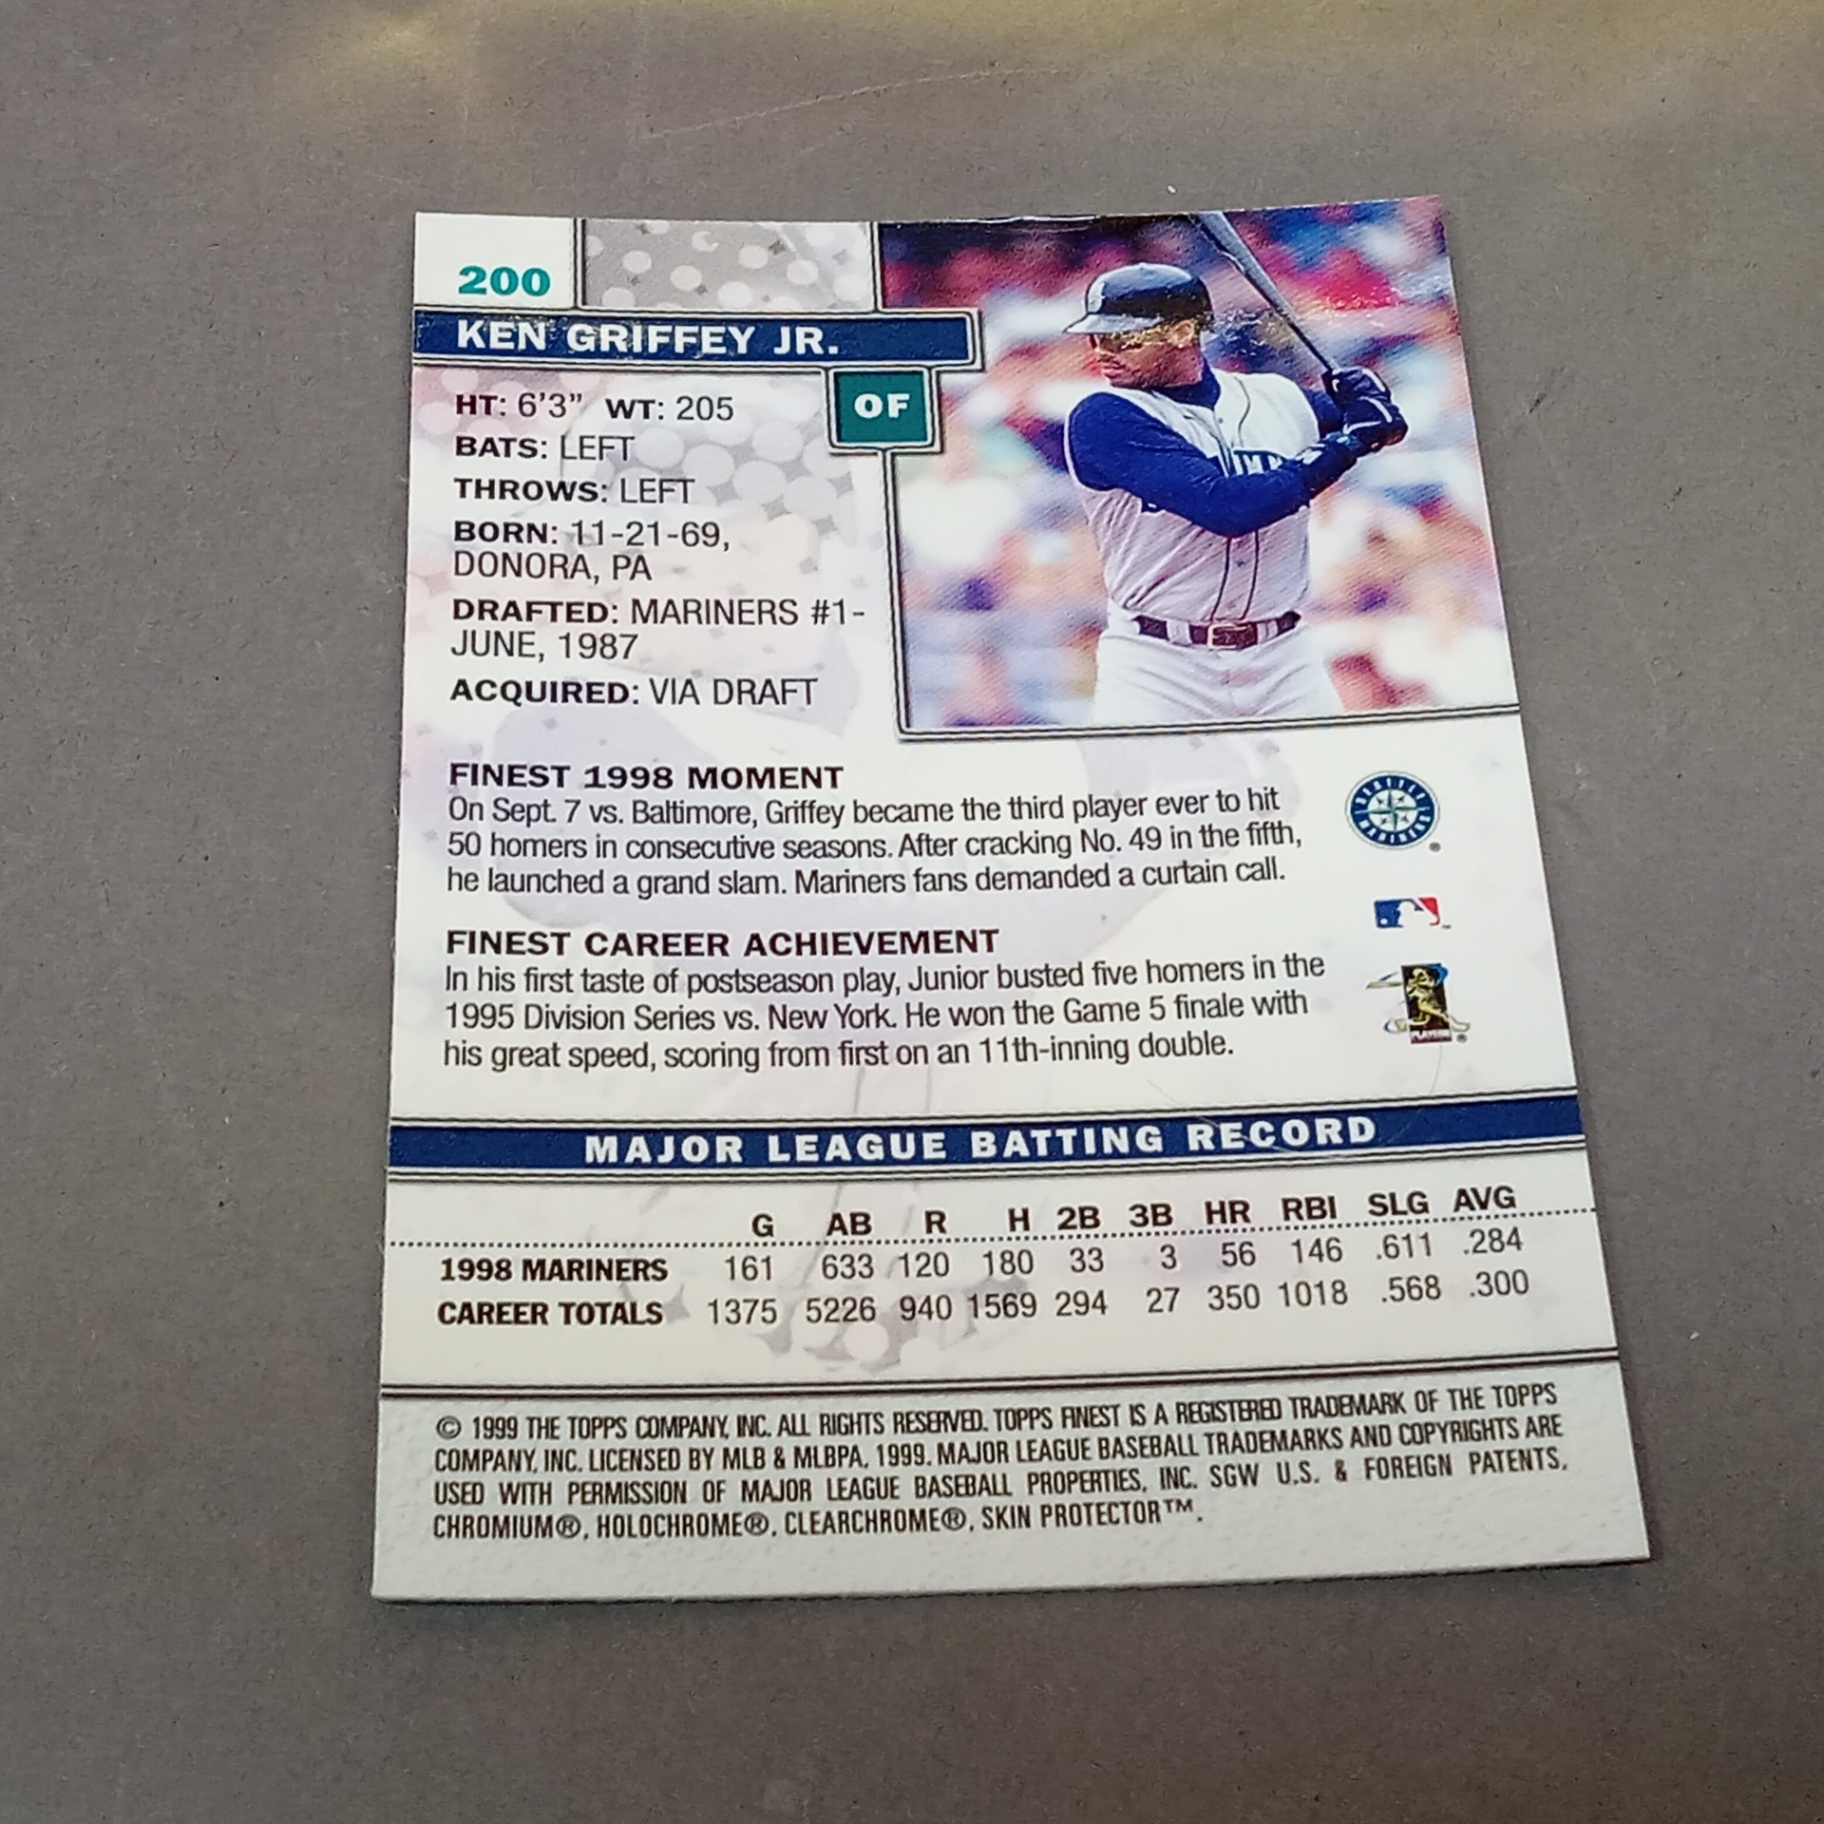 200
KEN GRIFFEY JR.
OF
HT: 6'3” WT: 205
BATS: LEFT
THROWS: LEFT
BORN: 11-21-69,
DONORA, PA
DRAFTED: MARINERS #1-
JUNE, 1987
ACQUIRED: VIA DRAFT
FINEST 1998 MOMENT
On Sept. 7 vs. Baltimore, Griffey became the third player ever to hit
50 homers in consecutive seasons. After cracking No. 49 in the fifth,
he launched a grand slam. Mariners fans demanded a curtain call.
SEATTLE
MARINERS
®
FINEST CAREER ACHIEVEMENT
In his first taste of postseason play, Junior busted five homers in the
1995 Division Series vs. New York. He won the Game 5 finale with
his great speed, scoring from first on an 11th-inning double.
PLAYERS ®
MAJOR LEAGUE BATTING RECORD
G AB R H 2B 3B HR RBI SLG AVG
1998 MARINERS 161 633 120 180 33 3 56 146 .611 .284
CAREER TOTALS 1375 5226 940 1569 294 27 350 1018 .568 .300
© 1999 THE TOPPS COMPANY, INC. ALL RIGHTS RESERVED. TOPPS FINEST IS A REGISTERED TRADEMARK OF THE TOPPS
COMPANY, INC. LICENSED BY MLB & MLBPA, 1999. MAJOR LEAGUE BASEBALL TRADEMARKS AND COPYRIGHTS ARE
USED WITH PERMISSION OF MAJOR LEAGUE BASEBALL PROPERTIES, INC. SGW U.S. & FOREIGN PATENTS.
CHROMIUM®, HOLOCHROME®, CLEARCHROME®, SKIN PROTECTOR™.